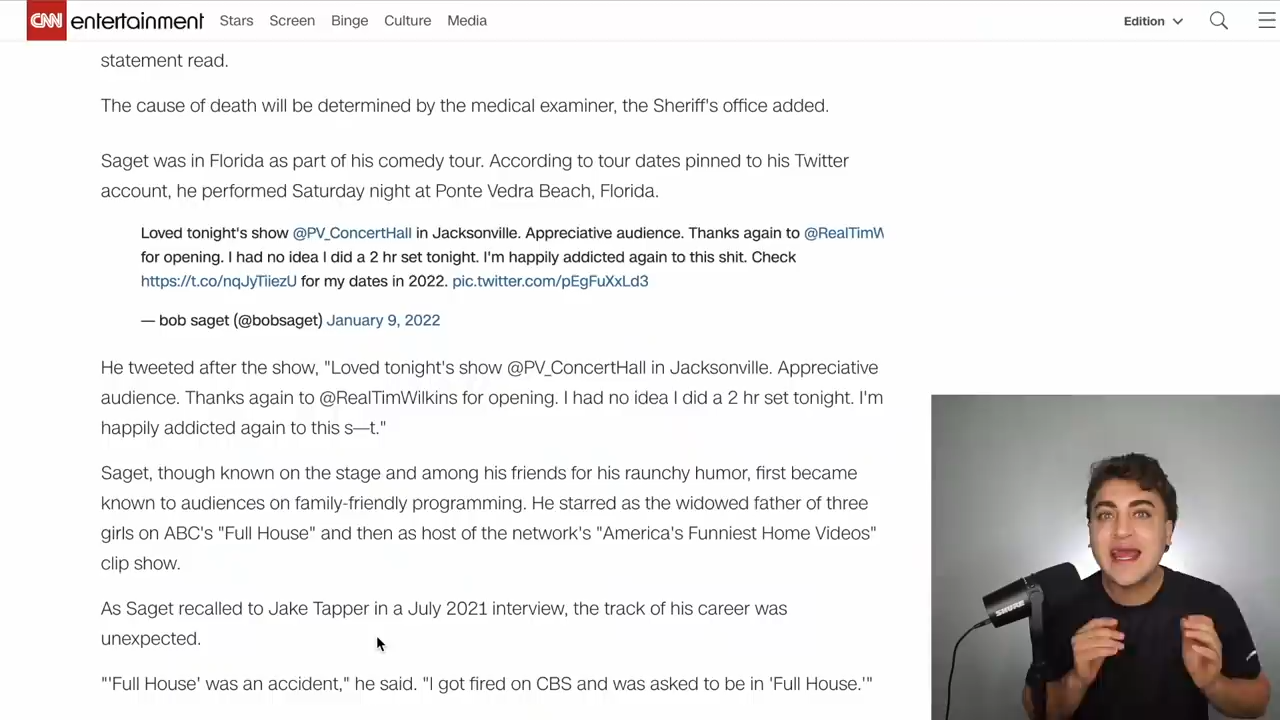 CNN entertainment Stars Screen Binge Culture Media Edition
statement read.
The cause of death will be determined by the medical examiner, the Sheriff's office added.
Saget was in Florida as part of his comedy tour. According to tour dates pinned to his Twitter
account, he performed Saturday night at Ponte Vedra Beach, Florida.
Loved tonight's show @PV_ConcertHall in Jacksonville. Appreciative audience. Thanks again to @RealTimW
for opening. I had no idea I did a 2 hr set tonight. I'm happily addicted again to this shit. Check
https://t.co/nqJyTiiezU for my dates in 2022. pic.twitter.com/pEgFuXxLd3
— bob saget (@bobsaget) January 9, 2022
He tweeted after the show, "Loved tonight's show @PV_ConcertHall in Jacksonville. Appreciative
audience. Thanks again to @RealTimWilkins for opening. I had no idea I did a 2 hr set tonight. I'm
happily addicted again to this s—t."
Saget, though known on the stage and among his friends for his raunchy humor, first became
known to audiences on family-friendly programming. He starred as the widowed father of three
girls on ABC's "Full House" and then as host of the network's "America's Funniest Home Videos"
clip show.
As Saget recalled to Jake Tapper in a July 2021 interview, the track of his career was
unexpected.
"'Full House' was an accident," he said. "I got fired on CBS and was asked to be in 'Full House.'"
SHURE